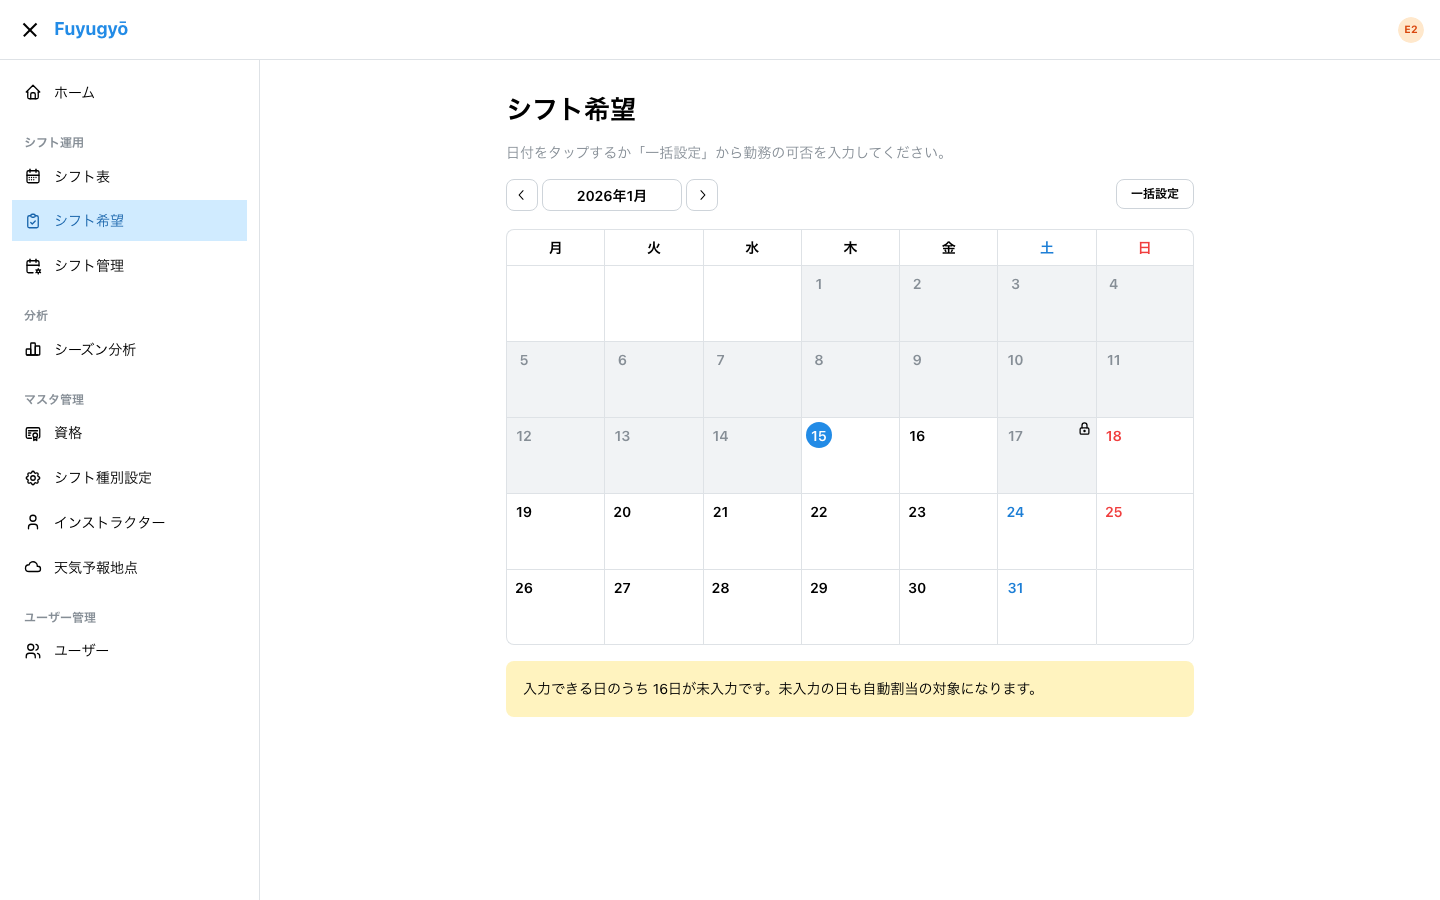 Fuyugyō
E2
ホーム
シフト運用
シフト表
シフト希望
シフト管理
分析
シーズン分析
マスタ管理
資格
シフト種別設定
インストラクター
天気予報地点
ユーザー管理
ユーザー
シフト希望
日付をタップするか「一括設定」から勤務の可否を入力してください。
2026年1月
一括設定
月 火 水 木 金 土 日
1 2 3 4
5 6 7 8 9 10 11
12 13 14 15 16 17 18
19 20 21 22 23 24 25
26 27 28 29 30 31
入力できる日のうち 16日が未入力です。未入力の日も自動割当の対象になります。